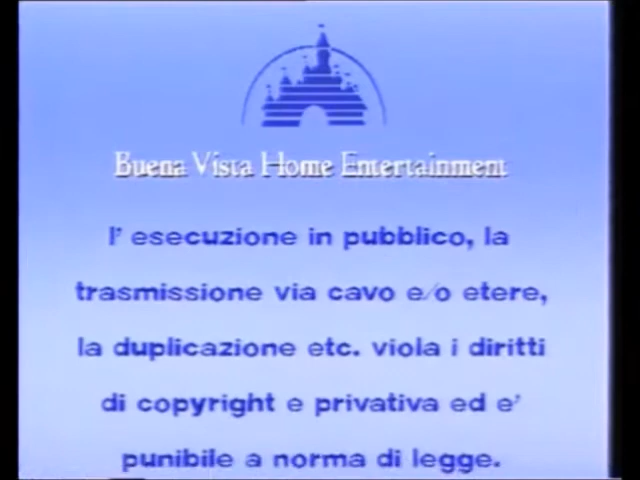 Buena Vista Home Entertainment
l' esecuzione in pubblico, la
trasmissione via cavo e/o etere,
la duplicazione etc. viola i diritti
di copyright e privativa ed e'
punibile a norma di legge.